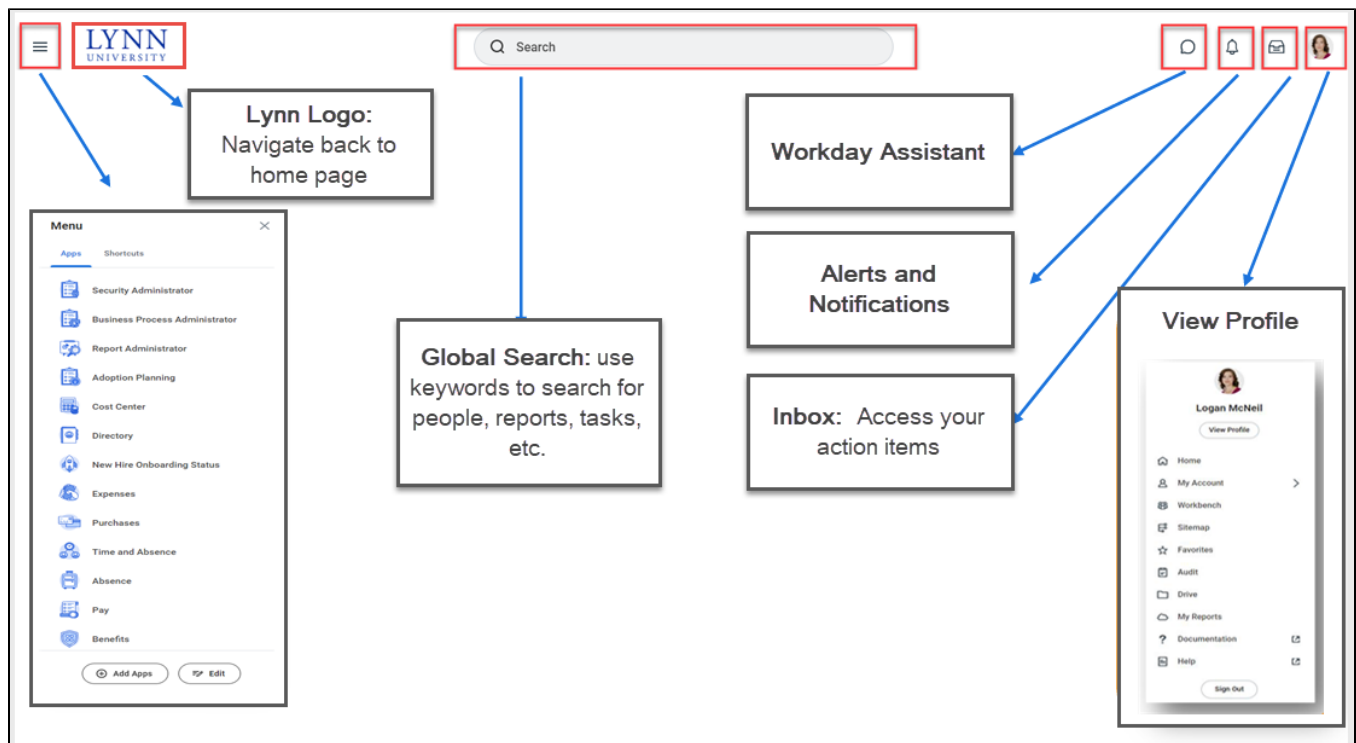 LYNN
UNIVERSITY
Search
Lynn Logo:
Navigate back to
home page
Workday Assistant
Menu
Apps Shortcuts
Security Administrator
Business Process Administrator
Report Administrator
Adoption Planning
Cost Center
Directory
New Hire Onboarding Status
Expenses
Purchases
Time and Absence
Absence
Pay
Benefits
Add Apps Edit
Global Search: use
keywords to search for
people, reports, tasks,
etc.
Alerts and
Notifications
Inbox: Access your
action items
View Profile
Logan McNeil
View Profile
Home
My Account
Workbench
Sitemap
Favorites
Audit
Drive
My Reports
Documentation
Help
Sign Out